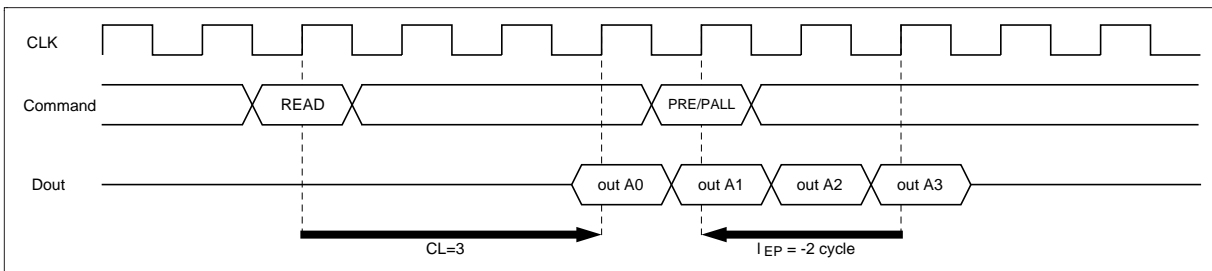 CLK
Command
READ
PRE/PALL
Dout
out A0
out A1
out A2
out A3
CL=3
l EP = -2 cycle